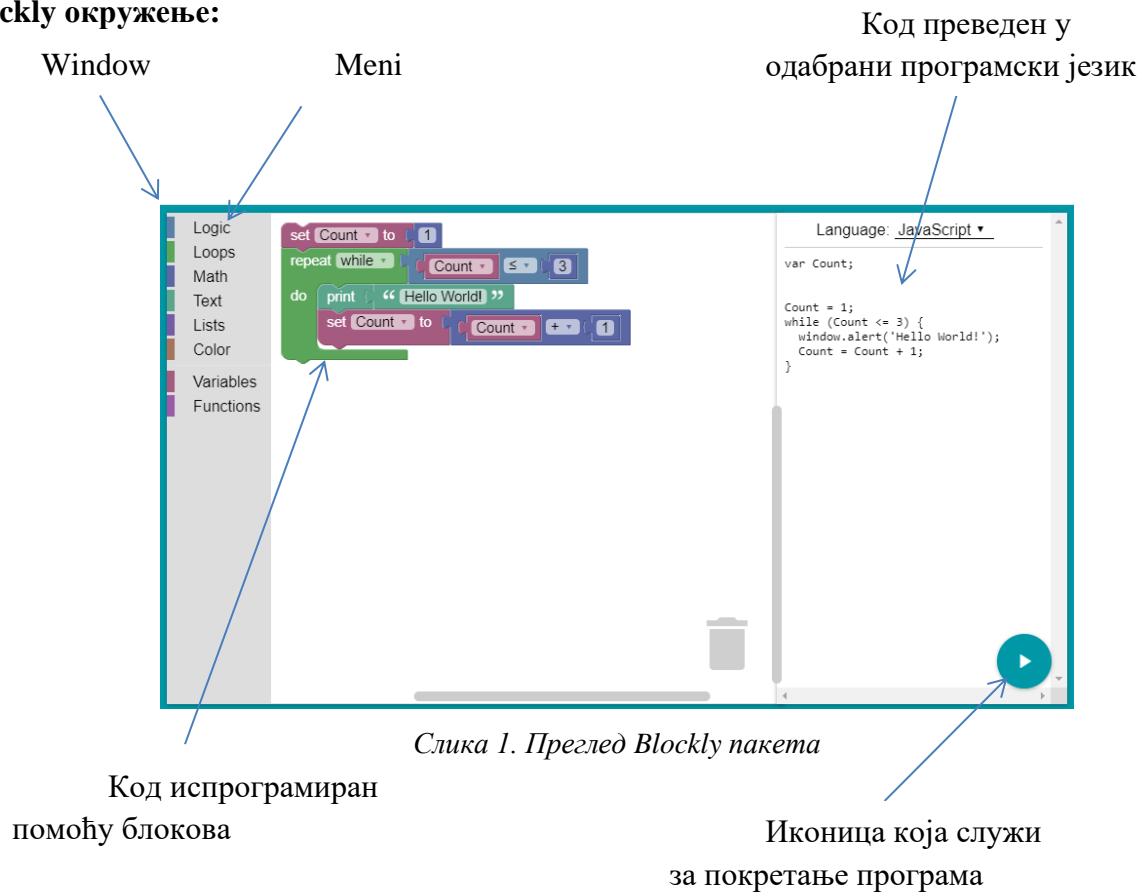 ckly окружење:
Window
Meni
Код преведен у
одабрани програмски језик
Logic
Loops
Math
Text
Lists
Color
Variables
Functions
set Count to 1
repeat while Count ≤ 3
do print “ Hello World! ”
set Count to Count + 1
Language: JavaScript
var Count;
Count = 1;
while (Count <= 3) {
window.alert('Hello World!');
Count = Count + 1;
}
Слика 1. Преглед Blockly пакета
Код испрограмиран
помоћу блокова
Иконица која служи
за покретање програма